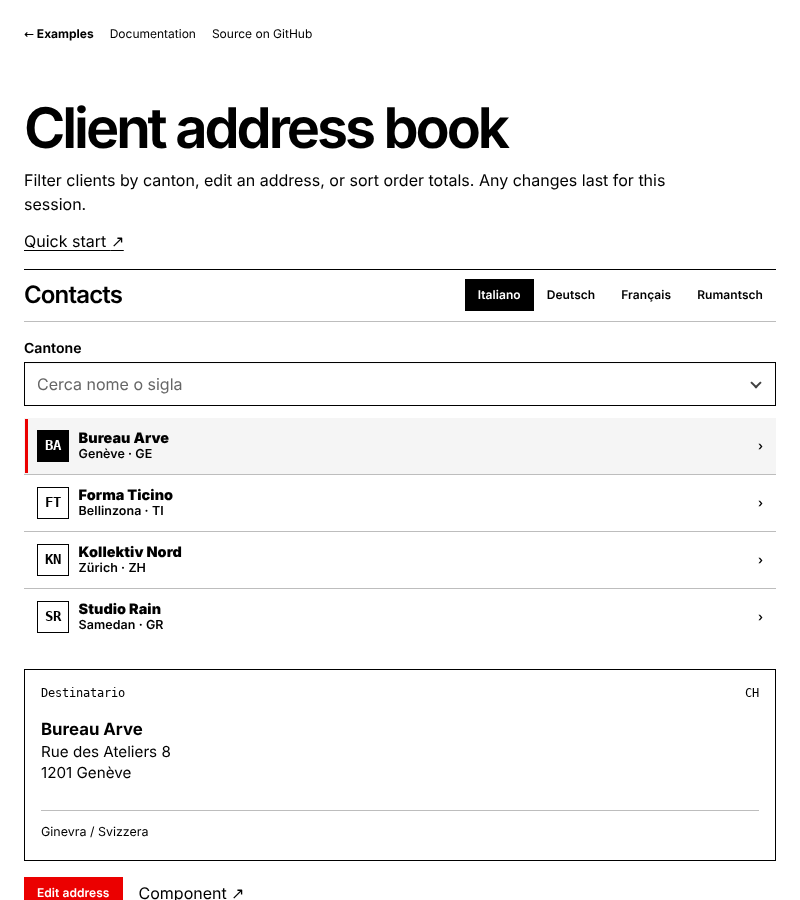 ← Examples Documentation Source on GitHub
Client address book
Filter clients by canton, edit an address, or sort order totals. Any changes last for this
session.
Quick start ↗
Contacts Italiano Deutsch Français Rumantsch
Cantone
Cerca nome o sigla
BA Bureau Arve
Genève · GE ›
FT Forma Ticino
Bellinzona · TI ›
KN Kollektiv Nord
Zürich · ZH ›
SR Studio Rain
Samedan · GR ›
Destinatario CH
Bureau Arve
Rue des Ateliers 8
1201 Genève
Ginevra / Svizzera
Edit address Component ↗